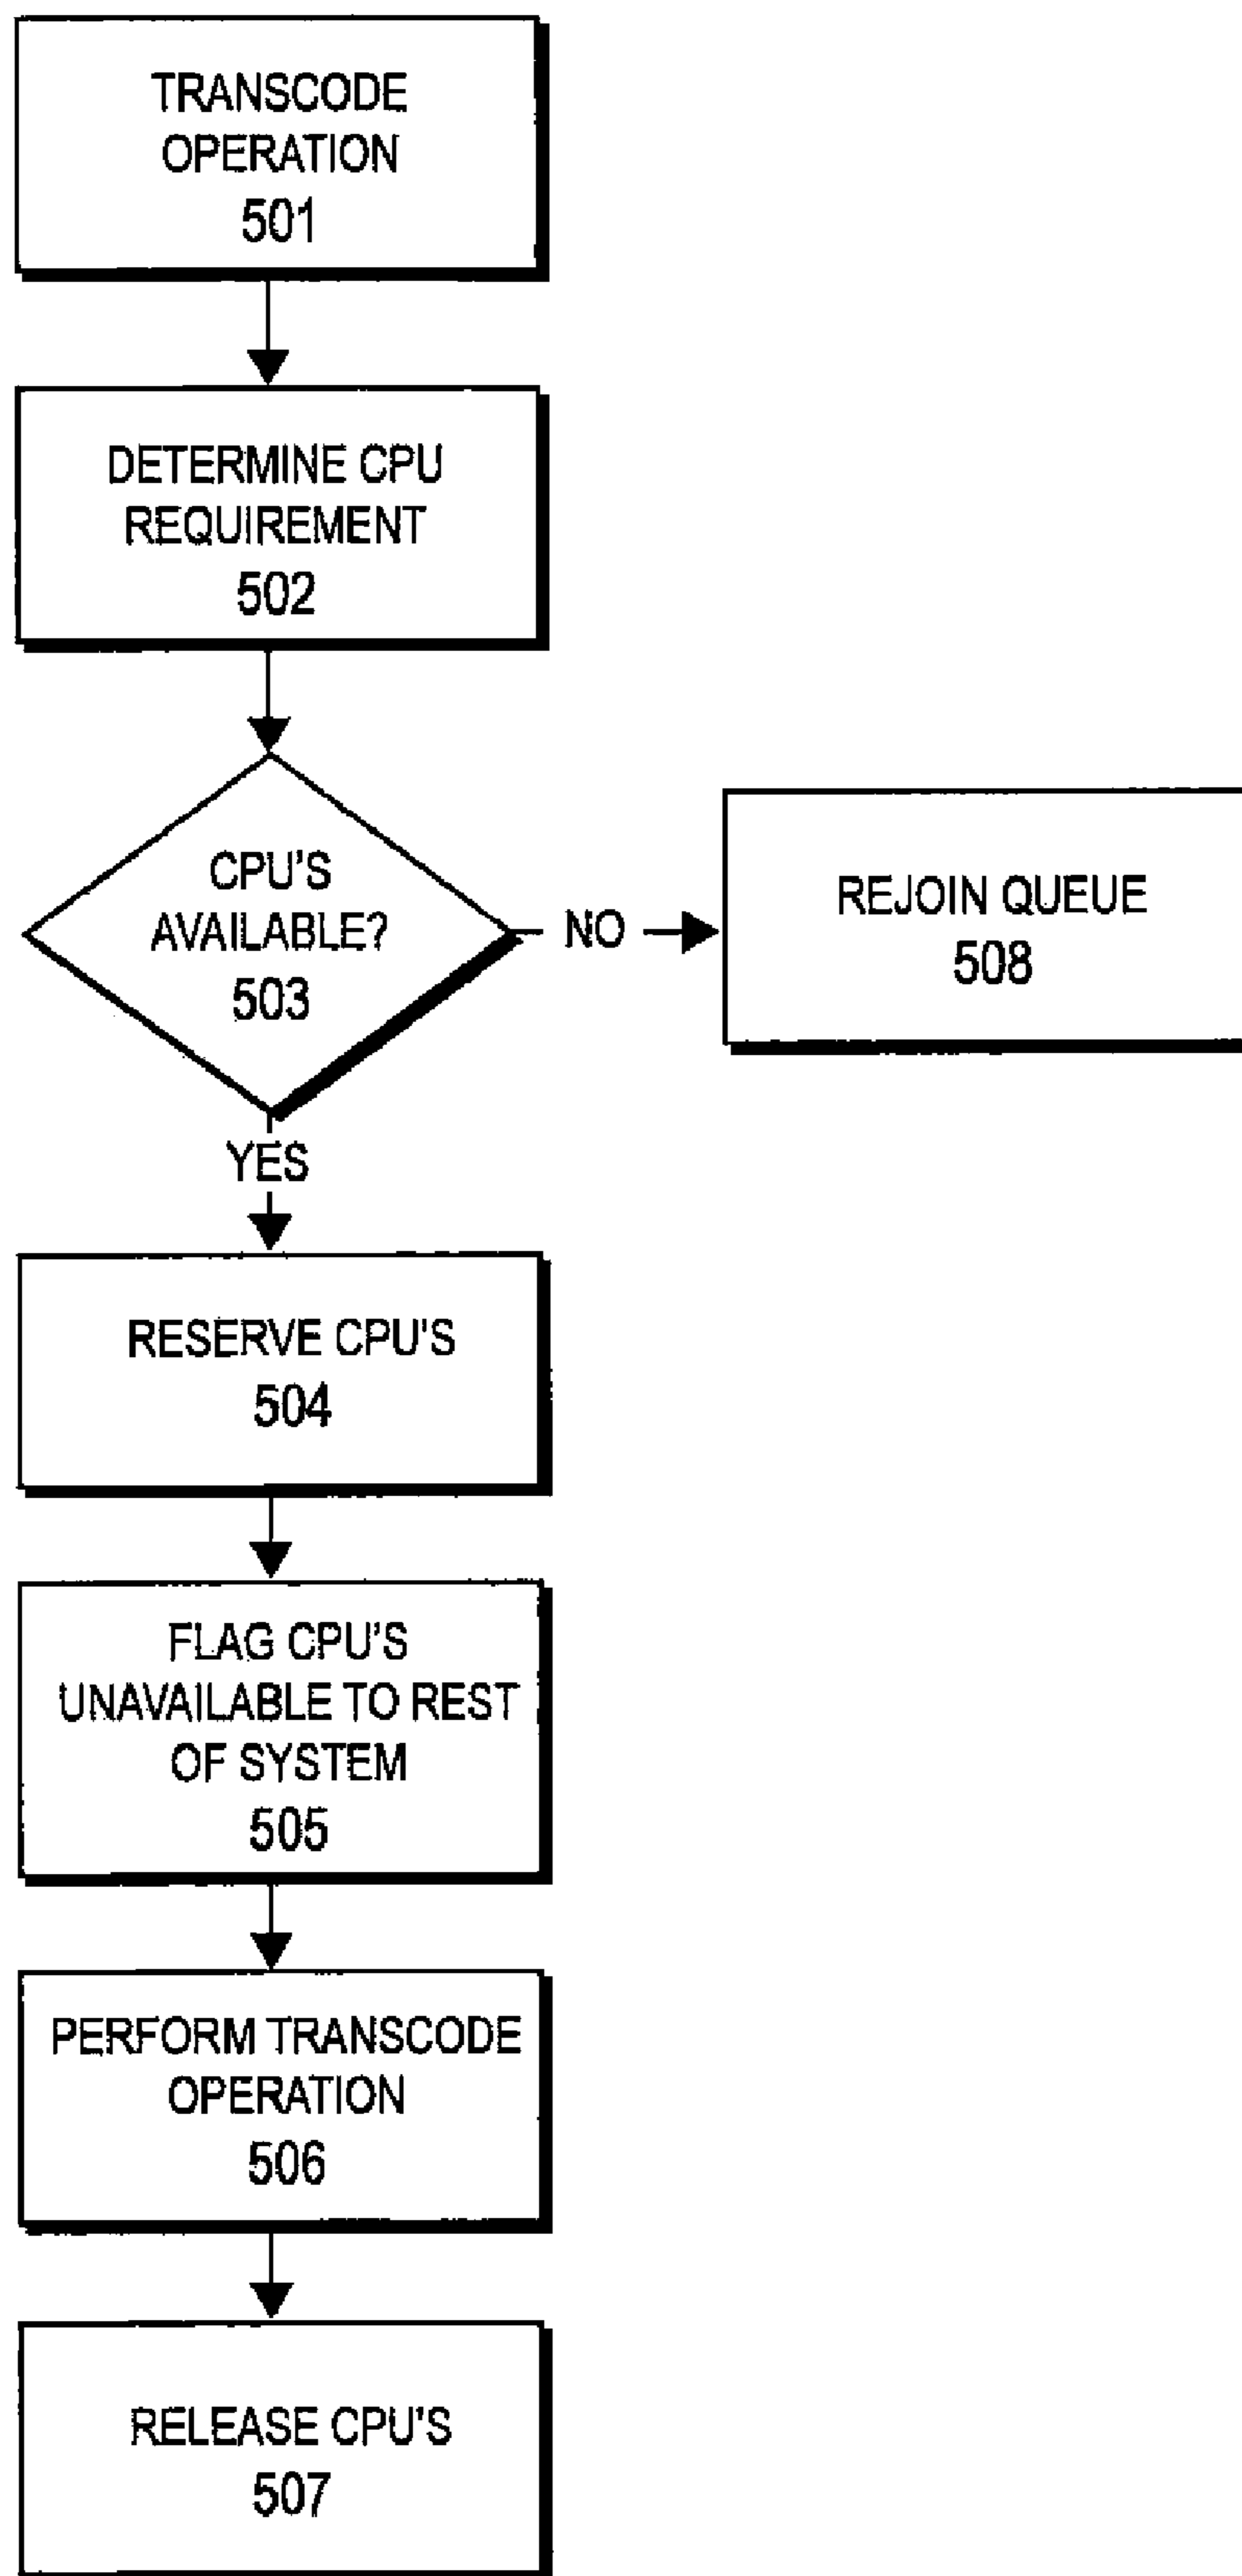 TRANSCODE
OPERATION
501
DETERMINE CPU
REQUIREMENT
502
CPU'S
AVAILABLE?
503
NO
REJOIN QUEUE
508
YES
RESERVE CPU'S
504
FLAG CPU'S
UNAVAILABLE TO REST
OF SYSTEM
505
PERFORM TRANSCODE
OPERATION
506
RELEASE CPU'S
507